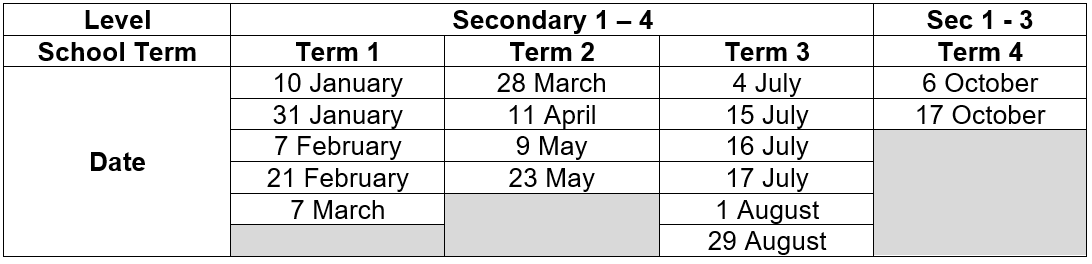 Level Secondary 1 – 4 Sec 1 - 3
School Term Term 1 Term 2 Term 3 Term 4
Date 10 January 28 March 4 July 6 October
31 January 11 April 15 July 17 October
7 February 9 May 16 July
21 February 23 May 17 July
7 March 1 August
29 August